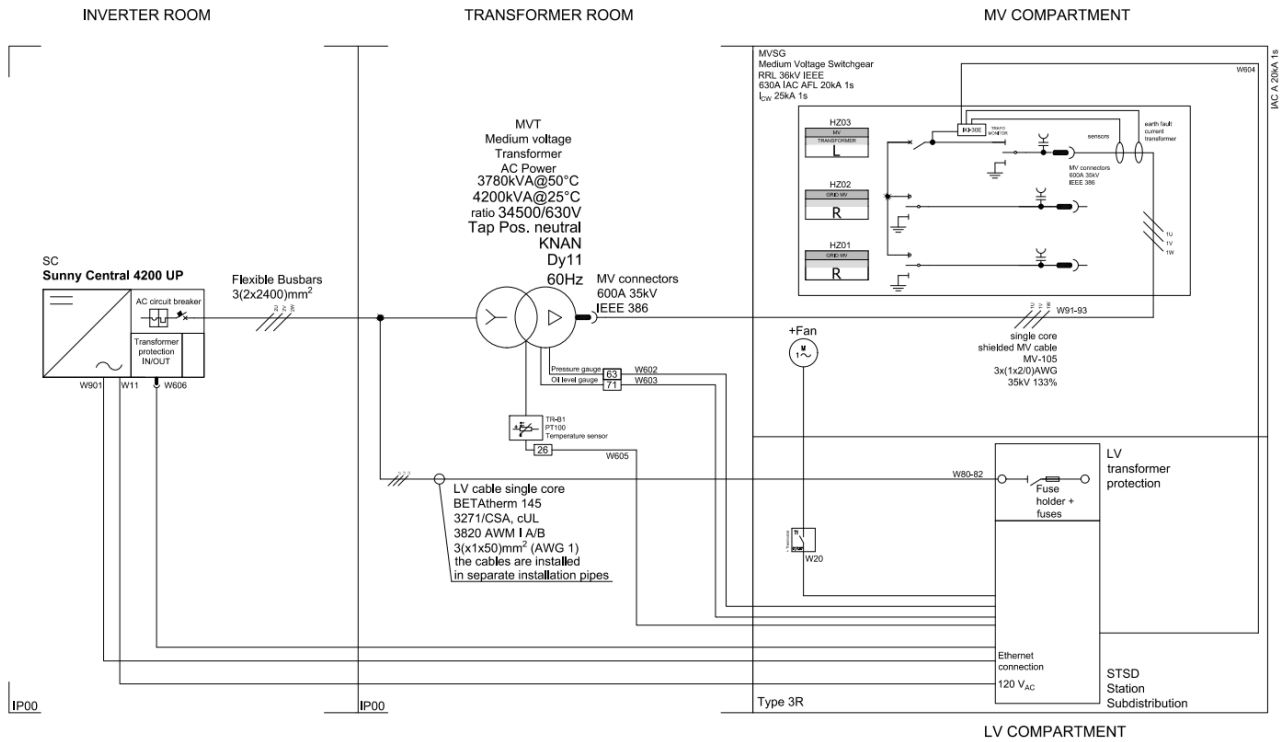 INVERTER ROOM
TRANSFORMER ROOM
MV COMPARTMENT
MVSG
Medium Voltage Switchgear
RRL 36kV IEEE
630A IAC AFL 20kA 1s
ICW 25kA 1s
W604
IAC A 20kA 1s
HZ03
MV
TRANSFORMER
L
HZ02
GRID MV
R
HZ01
GRID MV
R
MONITOR
sensors
earth fault
current
transformer
MV connectors
600A 35kV
IEEE 386
1U
1V
1W
MVT
Medium voltage
Transformer
AC Power
3780kVA@50°C
4200kVA@25°C
ratio 34500/630V
Tap Pos. neutral
KNAN
Dy11
60Hz
MV connectors
600A 35kV
IEEE 386
SC
Sunny Central 4200 UP
AC circuit breaker
Transformer
protection
IN/OUT
W901
W11
W606
Flexible Busbars
3(2x2400)mm²
2U
2V
2W
Pressure gauge
63
W602
Oil level gauge
71
W603
TR-B1
PT100
Temperature sensor
26
W605
+Fan
M
1~
W91-93
single core
shielded MV cable
MV-105
3x(1x2/0)AWG
35kV 133%
LV cable single core
BETAtherm 145
3271/CSA, cUL
3820 AWM I A/B
3(x1x50)mm² (AWG 1)
the cables are installed
in separate installation pipes
W80-82
Fuse
holder +
fuses
LV
transformer
protection
W20
Ethernet
connection
120 VAC
STSD
Station
Subdistribution
IP00
IP00
Type 3R
LV COMPARTMENT